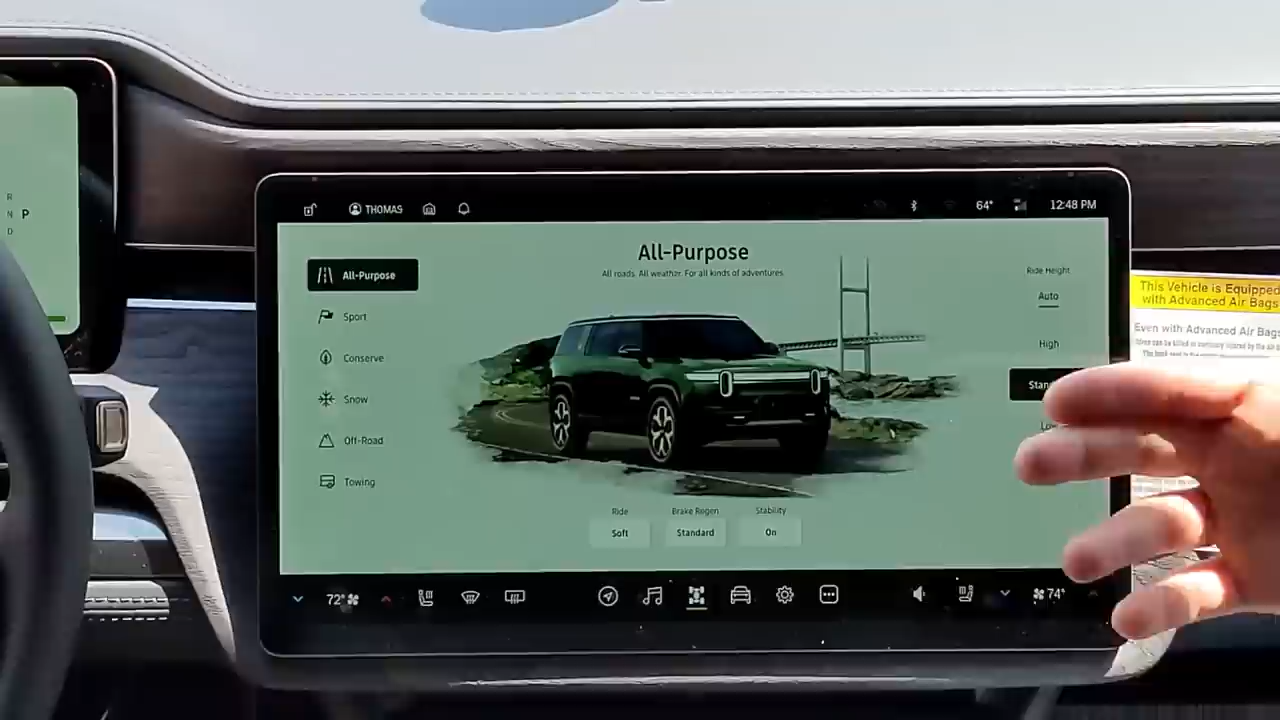 R
N P
D
THOMAS
64°
12:48 PM
All-Purpose
All roads. All weather. For all kinds of adventures.
All-Purpose
Sport
Conserve
Snow
Off-Road
Towing
Ride Height
Auto
High
Stan
Lo
Ride
Brake Regen
Stability
Soft
Standard
On
72°
74°
This Vehicle is Equipped
with Advanced Air Bags
Even with Advanced Air Bags